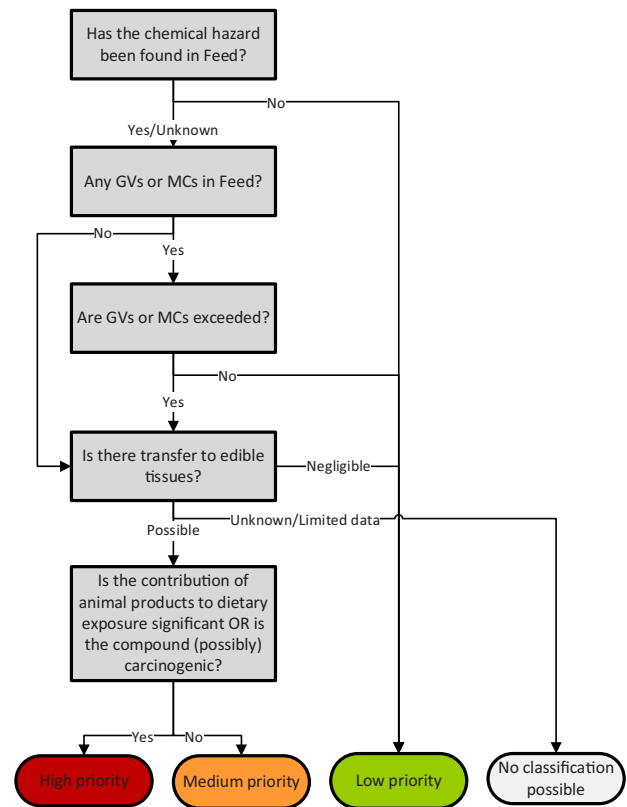 Has the chemical hazard
been found in Feed?
No
Yes/Unknown
Any GVs or MCs in Feed?
No
Yes
Are GVs or MCs exceeded?
No
Yes
Is there transfer to edible
tissues?
Negligible
Unknown/Limited data
Possible
Is the contribution of
animal products to dietary
exposure significant OR is
the compound (possibly)
carcinogenic?
Yes
No
High priority
Medium priority
Low priority
No classification
possible